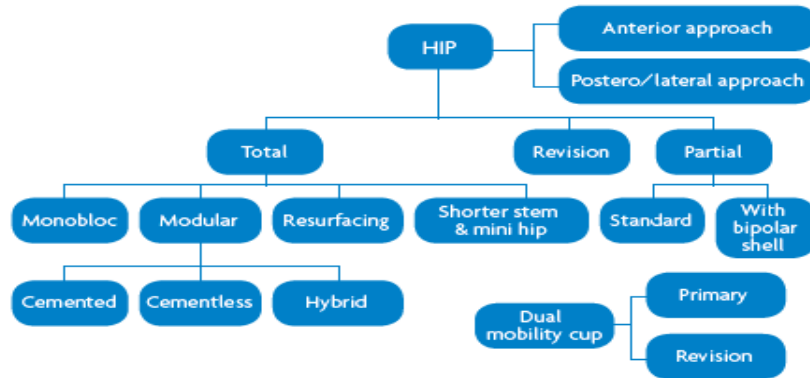 Anterior approach
HIP
Postero/lateral approach
Total
Revision
Partial
Monobloc
Modular
Resurfacing
Shorter stem
& mini hip
Standard
With
bipolar
shell
Cemented
Cementless
Hybrid
Dual
mobility cup
Primary
Revision